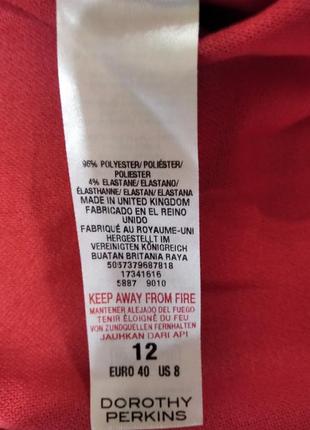 96% POLYESTER/ POLIÉSTER/
POLIESTER
4% ELASTANE/ ELASTANO/
ÉLASTHANNE/ ELASTAN/ ELASTANA
MADE IN UNITED KINGDOM
FABRICADO EN EL REINO
UNIDO
FABRIQUÉ AU ROYAUME-UNI
HERGESTELLT IM
VEREINIGTEN KÖNIGREICH
BUATAN BRITANIA RAYA
5057379687818
17341616
5887 9010
KEEP AWAY FROM FIRE
MANTENER ALEJADO DEL FUEGO
TENIR ÉLOIGNÉ DU FEU
VON ZUNDQUELLEN FERNHALTEN
JAUHKAN DARI API
12
EURO 40 US 8
DOROTHY
PERKINS